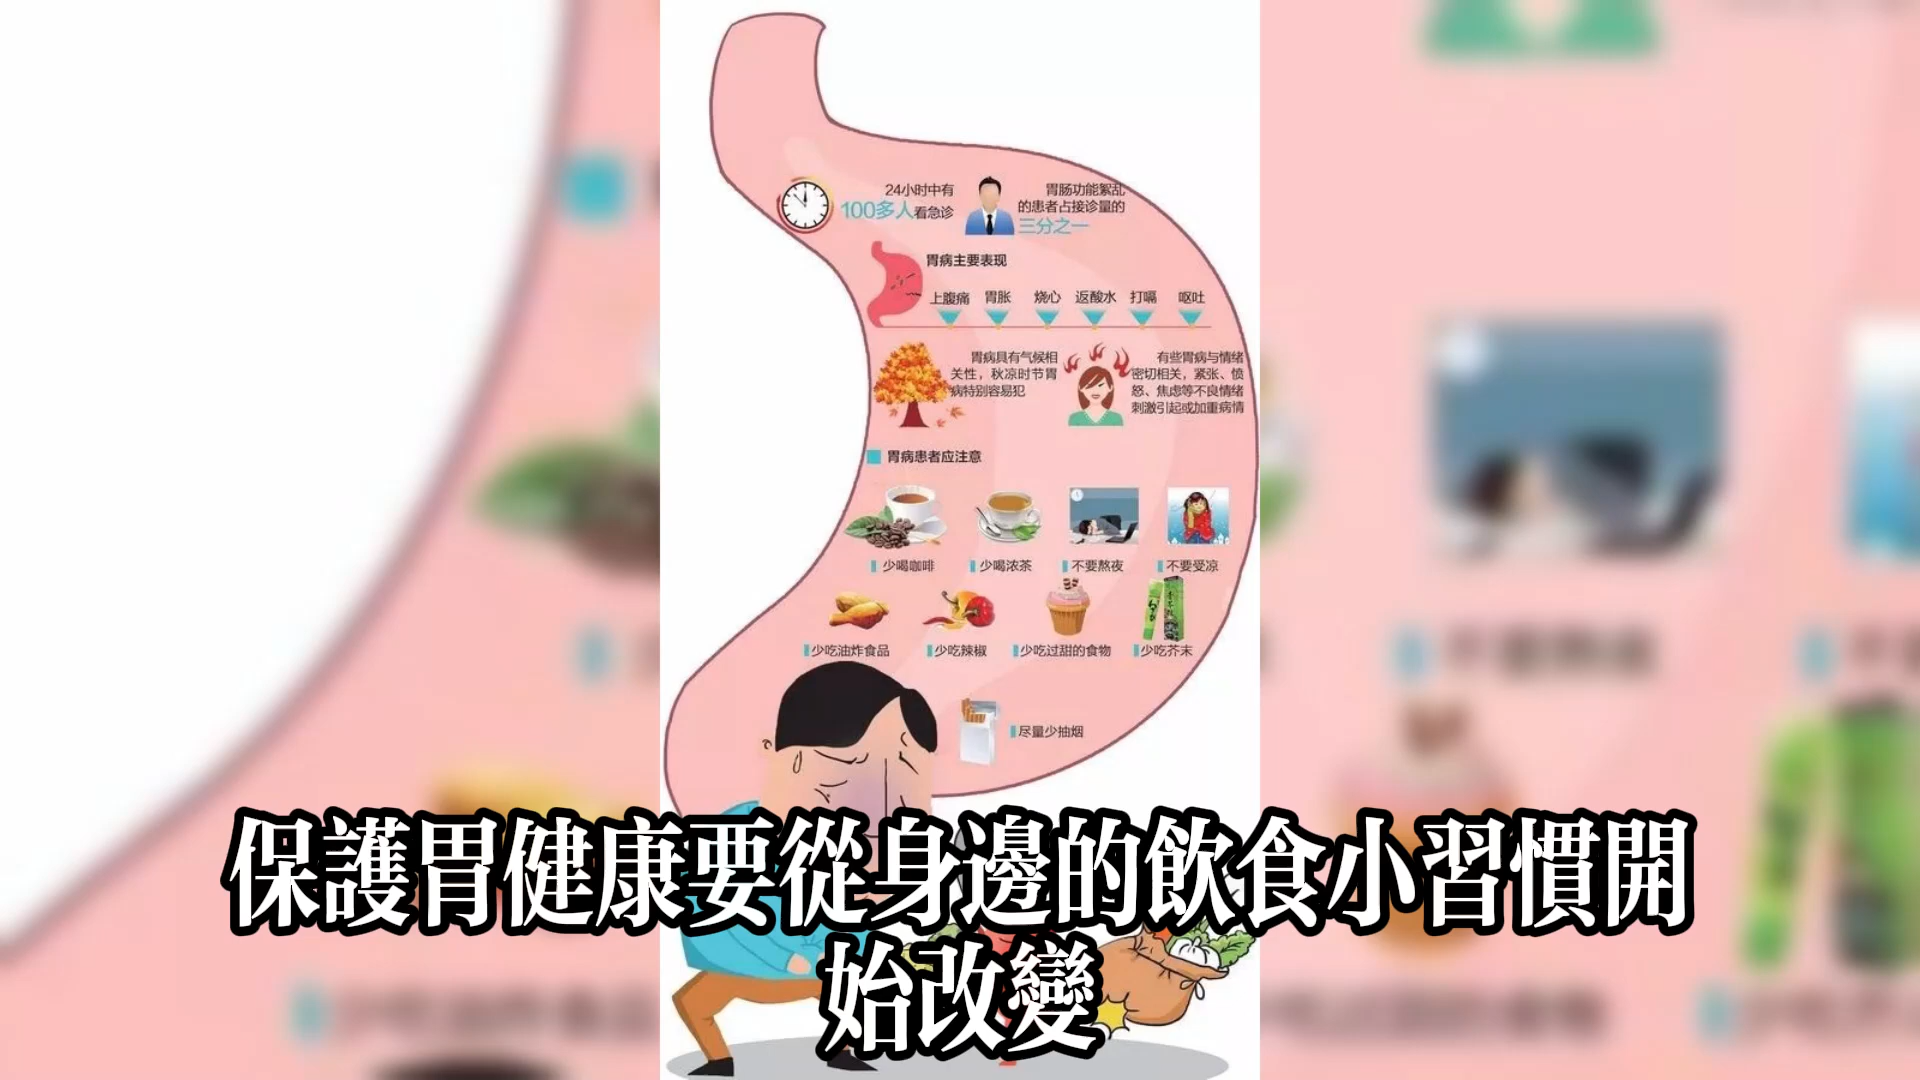 24小时中有
100多人看急诊
胃肠功能絮乱
的患者占接诊量的
三分之一
胃病主要表现
上腹痛 胃胀 烧心 返酸水 打嗝 呕吐
胃病具有气候相
关性，秋凉时节胃
病特别容易犯
有些胃病与情绪
密切相关，紧张、愤
怒、焦虑等不良情绪
刺激引起或加重病情
胃病患者应注意
少喝咖啡 少喝浓茶 不要熬夜 不要受凉
少吃油炸食品 少吃辣椒 少吃过甜的食物 少吃芥末
尽量少抽烟
保護胃健康要從身邊的飲食小習慣開
始改變